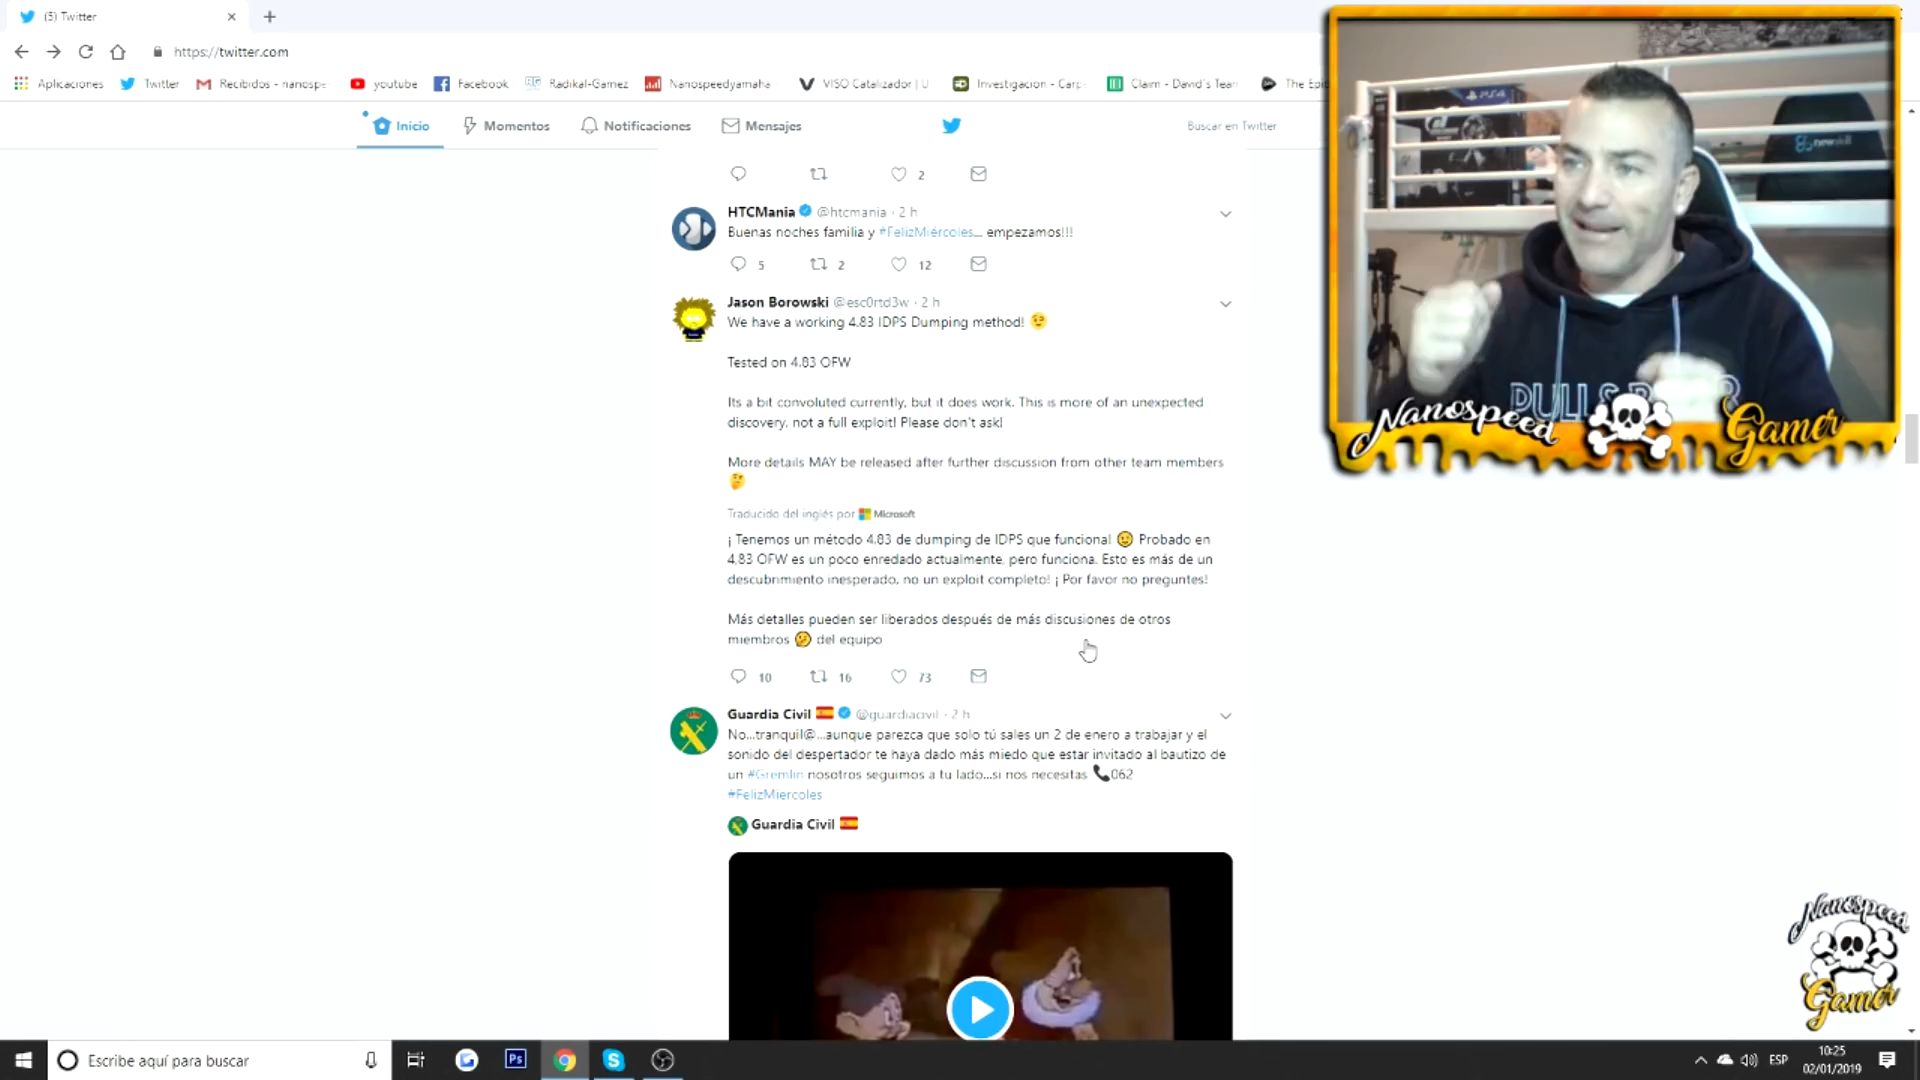 (5) Twitter
https://twitter.com
Aplicaciones
Twitter
Recibidos - nanospe
youtube
Facebook
Radikal-Gamez
Nanospeedyamaha
VISO Catalizador | U
Investigacion - Carp
Claim - David's Tean
The Epi
Inicio
Momentos
Notificaciones
Mensajes
Buscar en Twitter
2
HTCMania @htcmania · 2 h
Buenas noches familia y #FelizMiércoles... empezamos!!!
5 2 12
Jason Borowski @esc0rtd3w · 2 h
We have a working 4.83 IDPS Dumping method!
Tested on 4.83 OFW
Its a bit convoluted currently, but it does work. This is more of an unexpected
discovery, not a full exploit! Please don't ask!
More details MAY be released after further discussion from other team members
Traducido del inglés por Microsoft
¡ Tenemos un método 4.83 de dumping de IDPS que funciona! Probado en
4,83 OFW es un poco enredado actualmente, pero funciona. Esto es más de un
descubrimiento inesperado, no un exploit completo! ¡ Por favor no preguntes!
Más detalles pueden ser liberados después de más discusiones de otros
miembros del equipo
10 16 73
Guardia Civil @guardiacivil · 2 h
No...tranquil@...aunque parezca que solo tú sales un 2 de enero a trabajar y el
sonido del despertador te haya dado más miedo que estar invitado al bautizo de
un #Gremlin nosotros seguimos a tu lado...si nos necesitas 062
#FelizMiercoles
Guardia Civil
PS4
newskill
Nanospeed
Gamer
Nanospeed
Gamer
Escribe aquí para buscar
Ps
ESP
10:25
02/01/2019